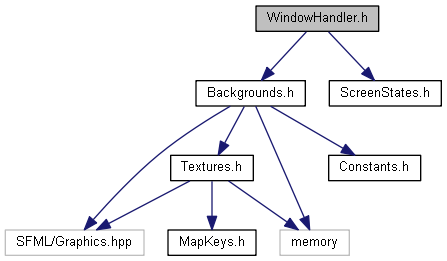 WindowHandler.h
Backgrounds.h
ScreenStates.h
Textures.h
Constants.h
SFML/Graphics.hpp
MapKeys.h
memory